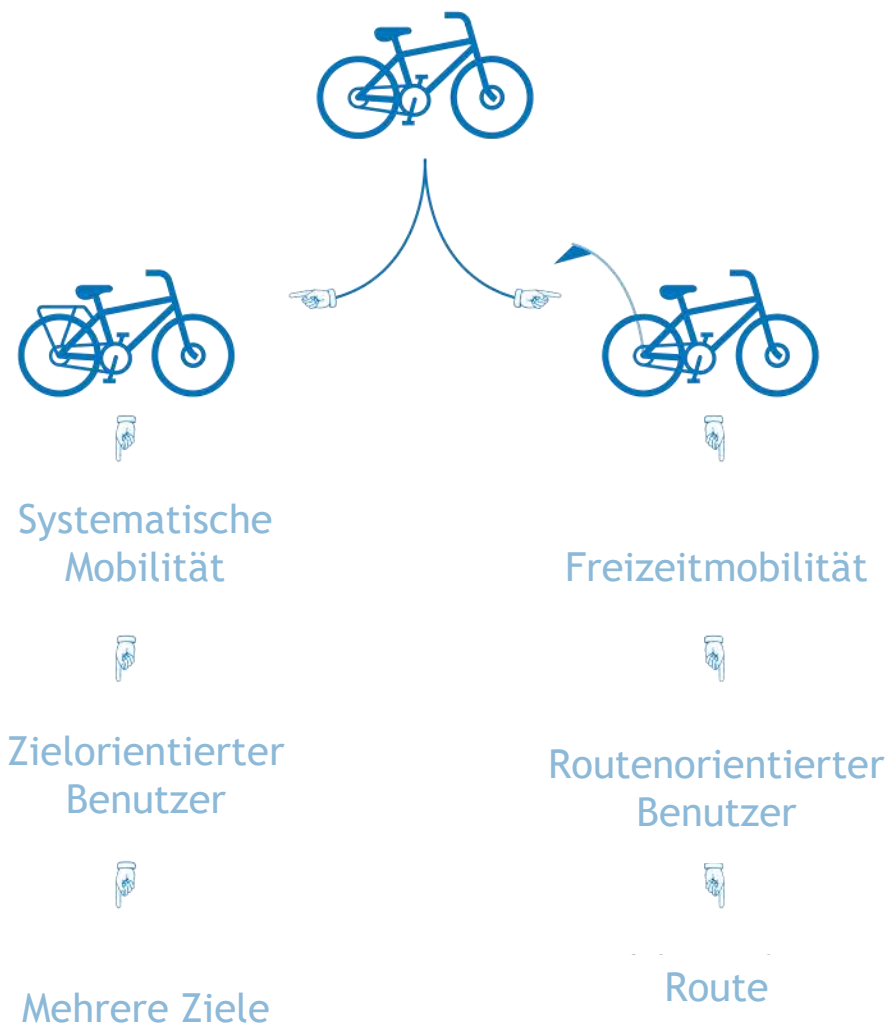 Systematische
Mobilität
Freizeitmobilität
Zielorientierter
Benutzer
Routenorientierter
Benutzer
Mehrere Ziele
Route